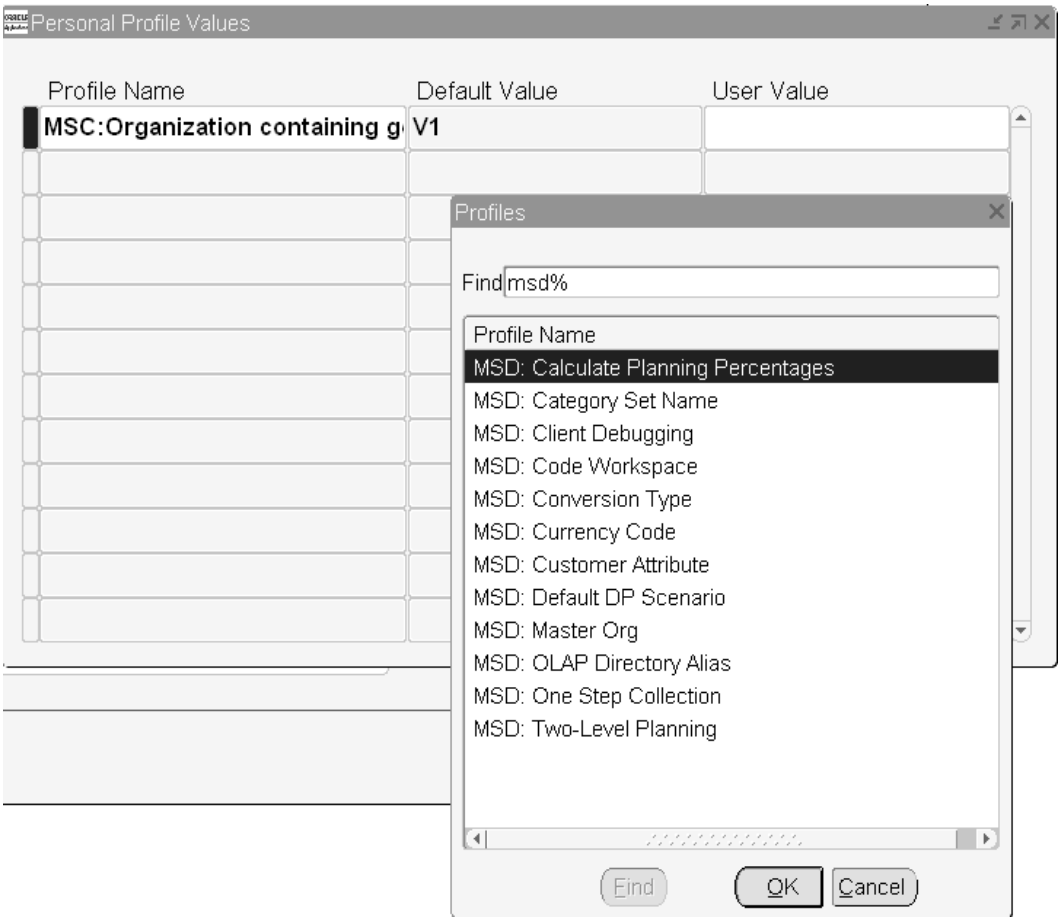 ORACLE
Personal Profile Values
Profile Name Default Value User Value
MSC:Organization containing g V1
Profiles
Find msd%
Profile Name
MSD: Calculate Planning Percentages
MSD: Category Set Name
MSD: Client Debugging
MSD: Code Workspace
MSD: Conversion Type
MSD: Currency Code
MSD: Customer Attribute
MSD: Default DP Scenario
MSD: Master Org
MSD: OLAP Directory Alias
MSD: One Step Collection
MSD: Two-Level Planning
Find OK Cancel